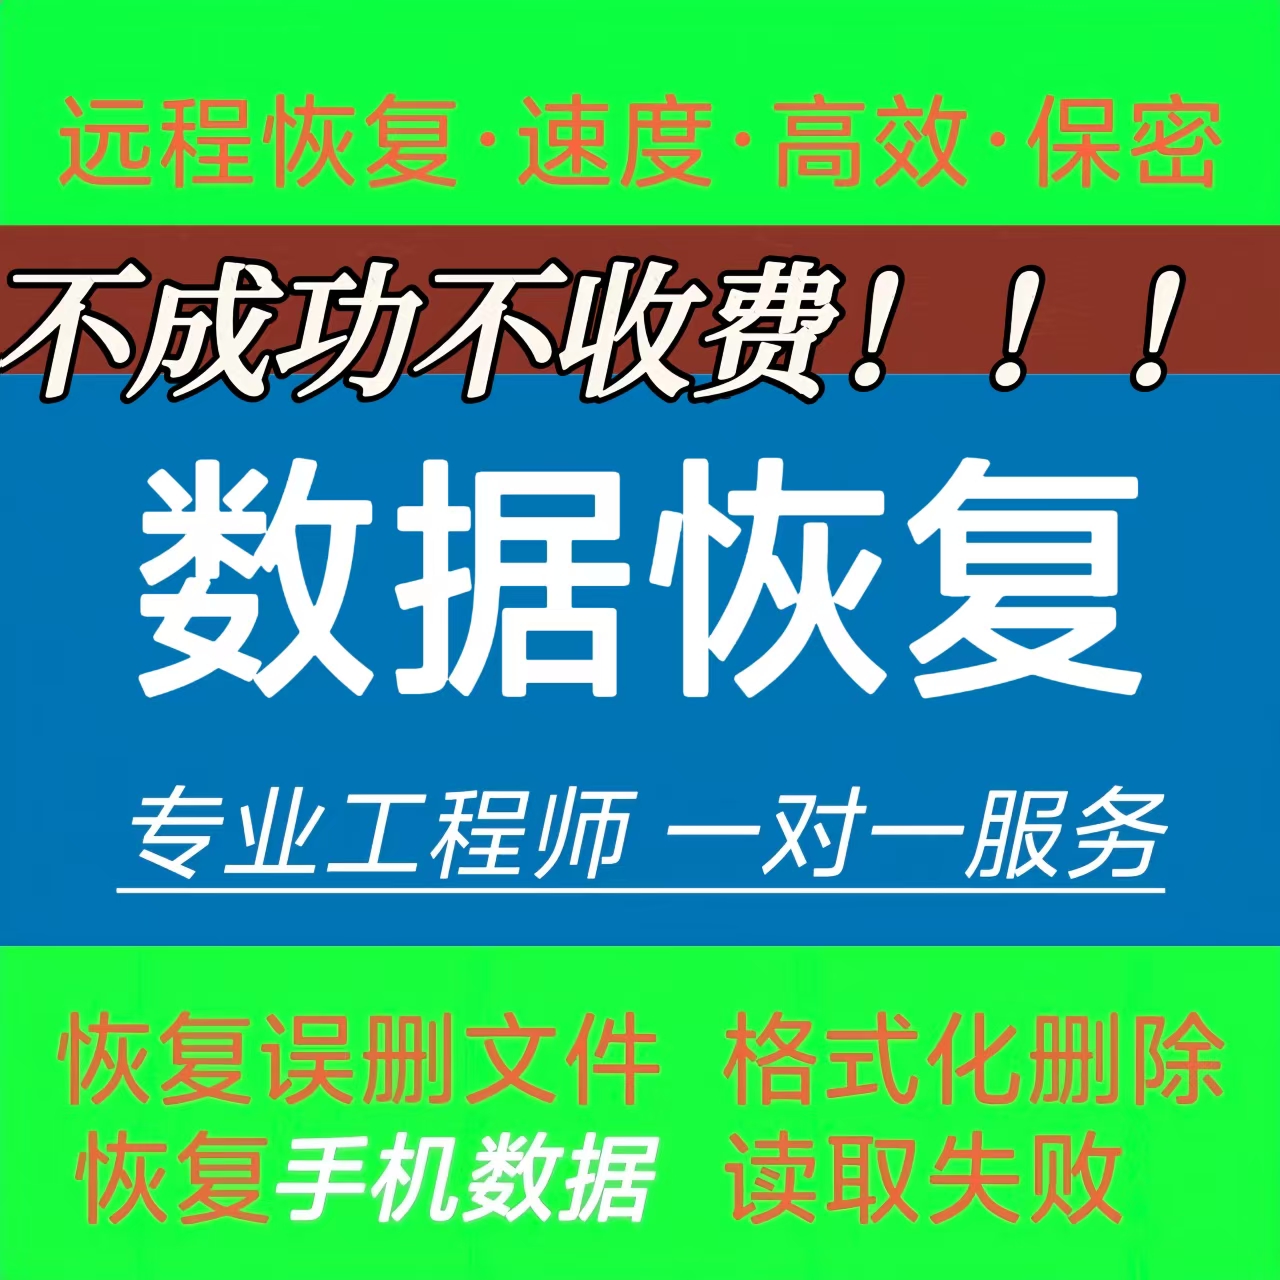 远程恢复·速度·高效·保密
不成功不收费！！！
数据恢复
专业工程师 一对一服务
恢复误删文件 格式化删除
恢复手机数据 读取失败